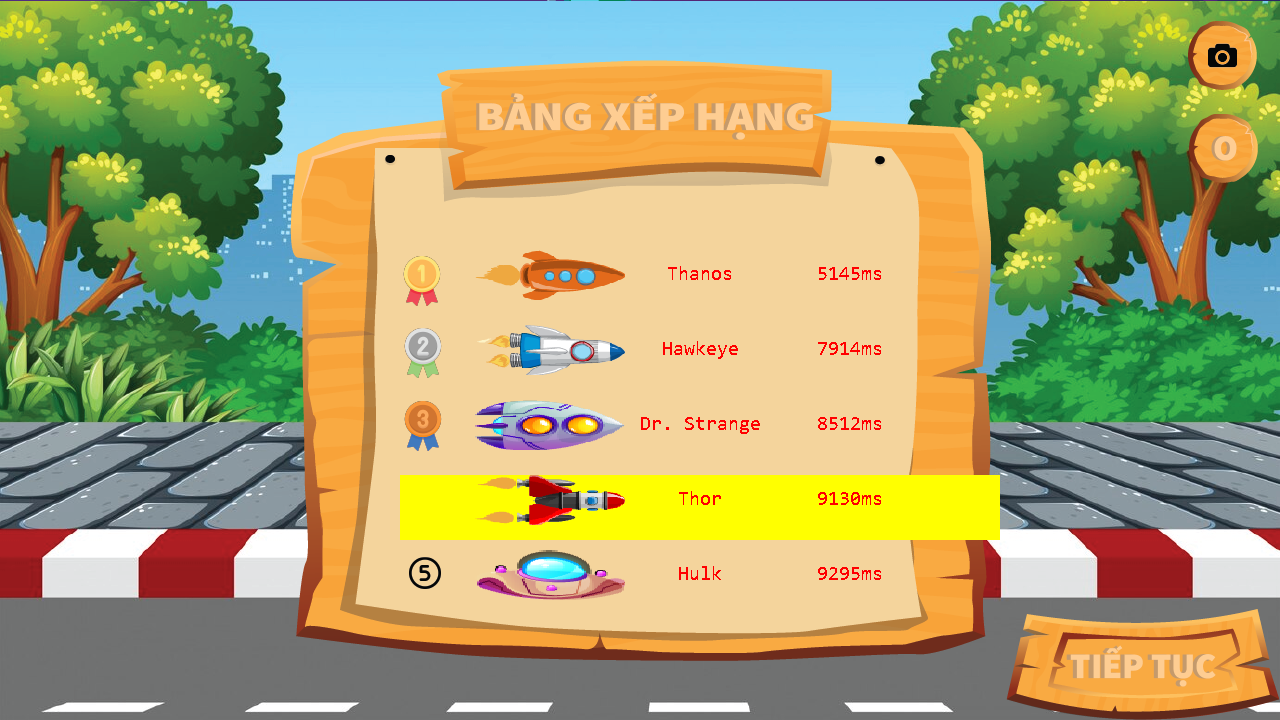 BẢNG XẾP HẠNG
1 Thanos 5145ms
2 Hawkeye 7914ms
3 Dr. Strange 8512ms
Thor 9130ms
5 Hulk 9295ms
0
TIẾP TỤC